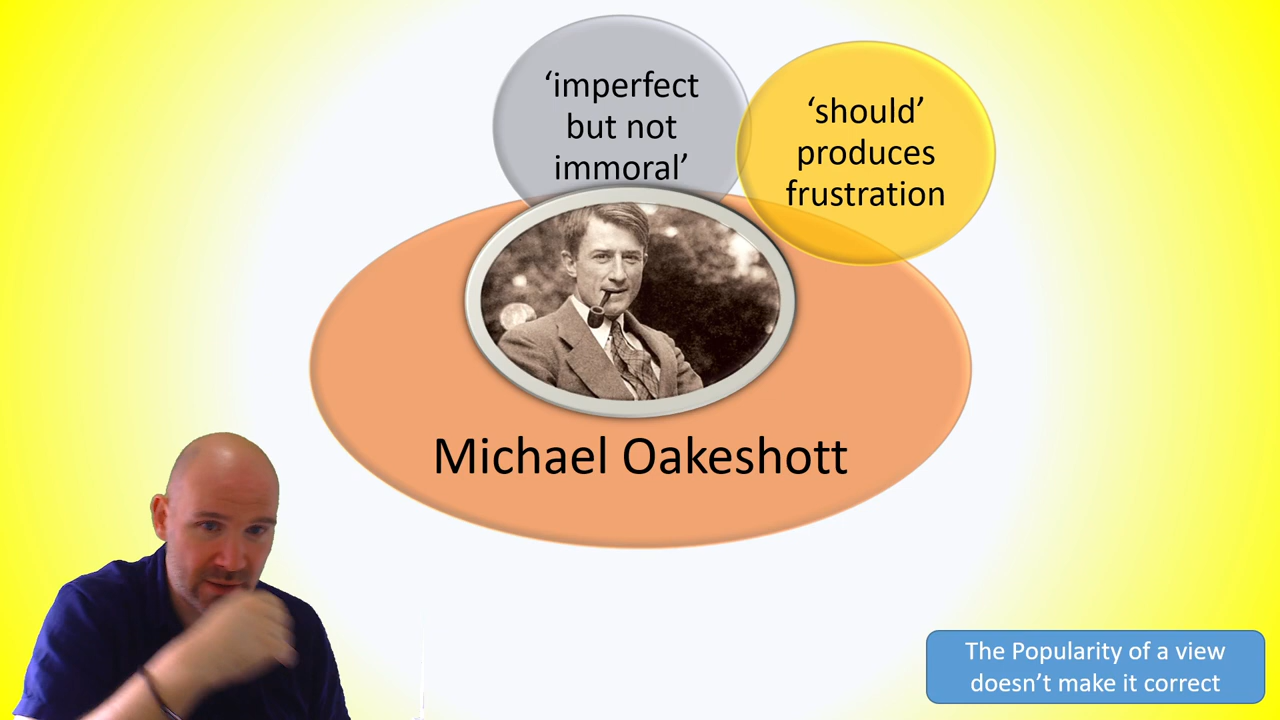 ‘imperfect
but not
immoral’
‘should’
produces
frustration
Michael Oakeshott
The Popularity of a view
doesn’t make it correct